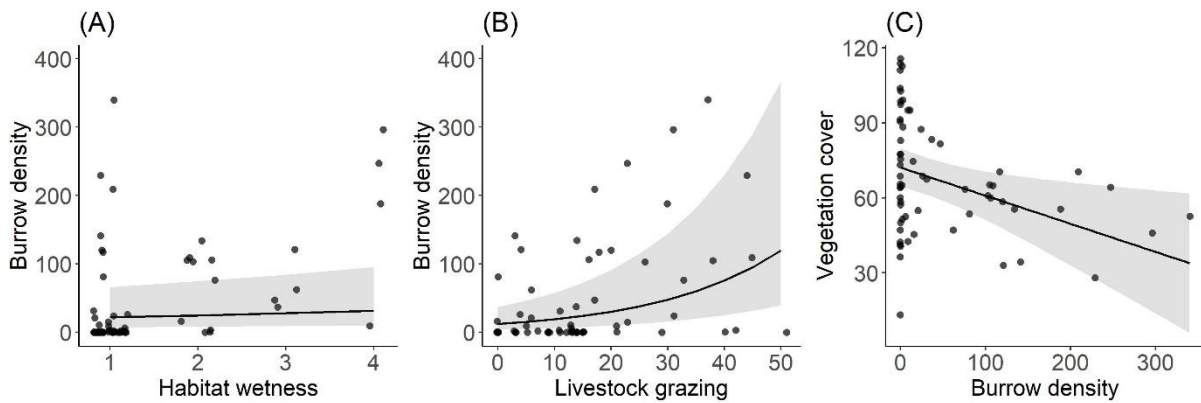 (A) (B) (C)
Burrow density
400
300
200
100
0
1 2 3 4
Habitat wetness
Burrow density
400
300
200
100
0
0 10 20 30 40 50
Livestock grazing
Vegetation cover
120
90
60
30
0 100 200 300
Burrow density